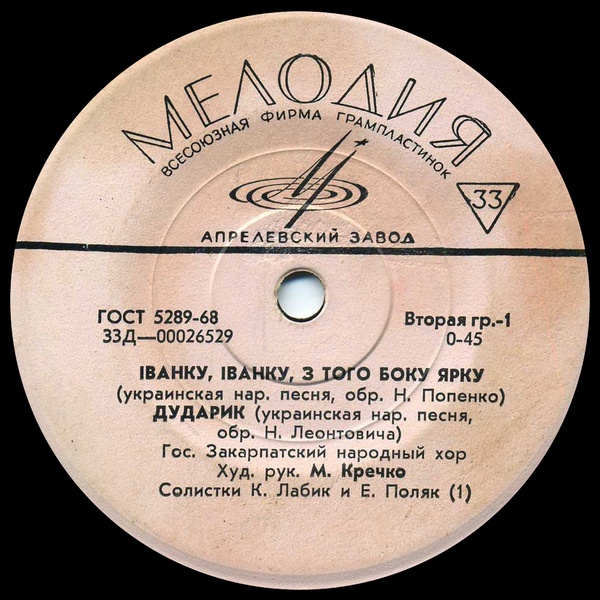 МЕЛОДИЯ
ВСЕСОЮЗНАЯ ФИРМА ГРАМПЛАСТИНОК
33
АПРЕЛЕВСКИЙ ЗАВОД
ГОСТ 5289-68 Вторая гр.-1
33Д—00026529 0-45
ІВАНКУ, ІВАНКУ, З ТОГО БОКУ ЯРКУ
(украинская нар. песня, обр. Н. Попенко)
ДУДАРИК (украинская нар. песня,
обр. Н. Леонтовича)
Гос. Закарпатский народный хор
Худ. рук. М. Кречко
Солистки К. Лабик и Е. Поляк (1)